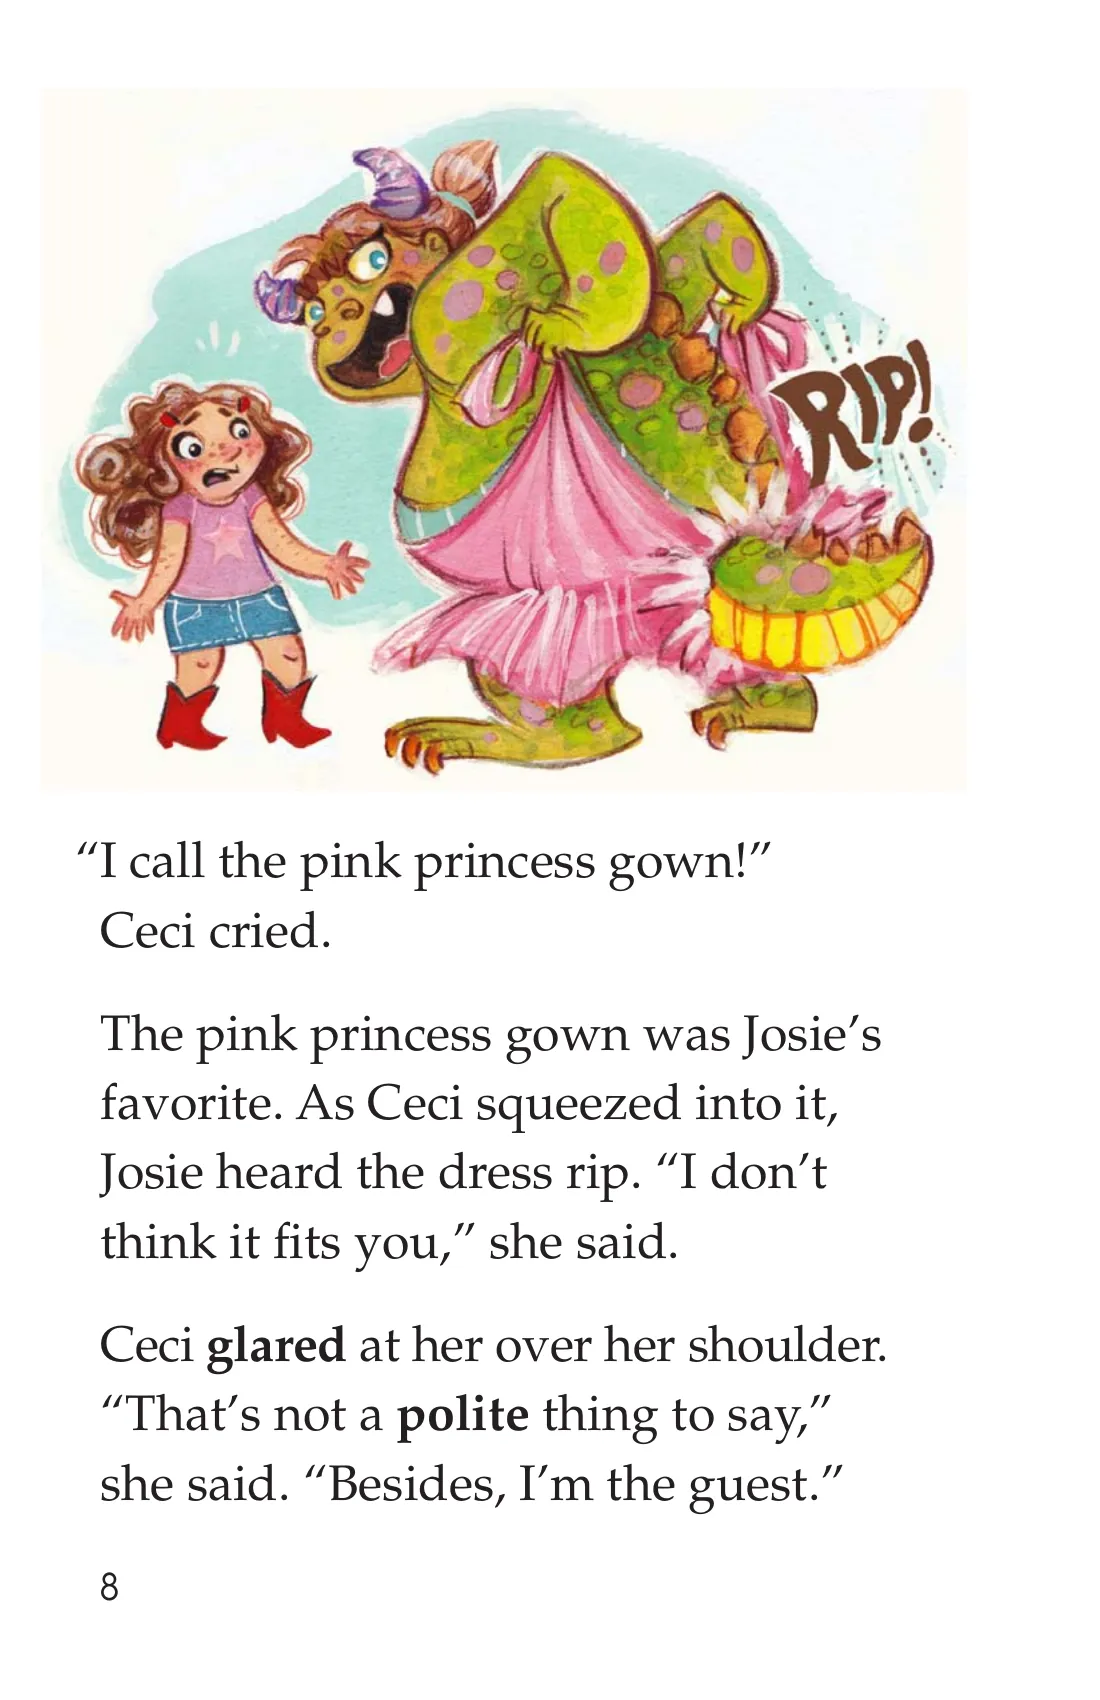 RIP!
“I call the pink princess gown!”
Ceci cried.
The pink princess gown was Josie’s
favorite. As Ceci squeezed into it,
Josie heard the dress rip. “I don’t
think it fits you,” she said.
Ceci glared at her over her shoulder.
“That’s not a polite thing to say,”
she said. “Besides, I’m the guest.”
8